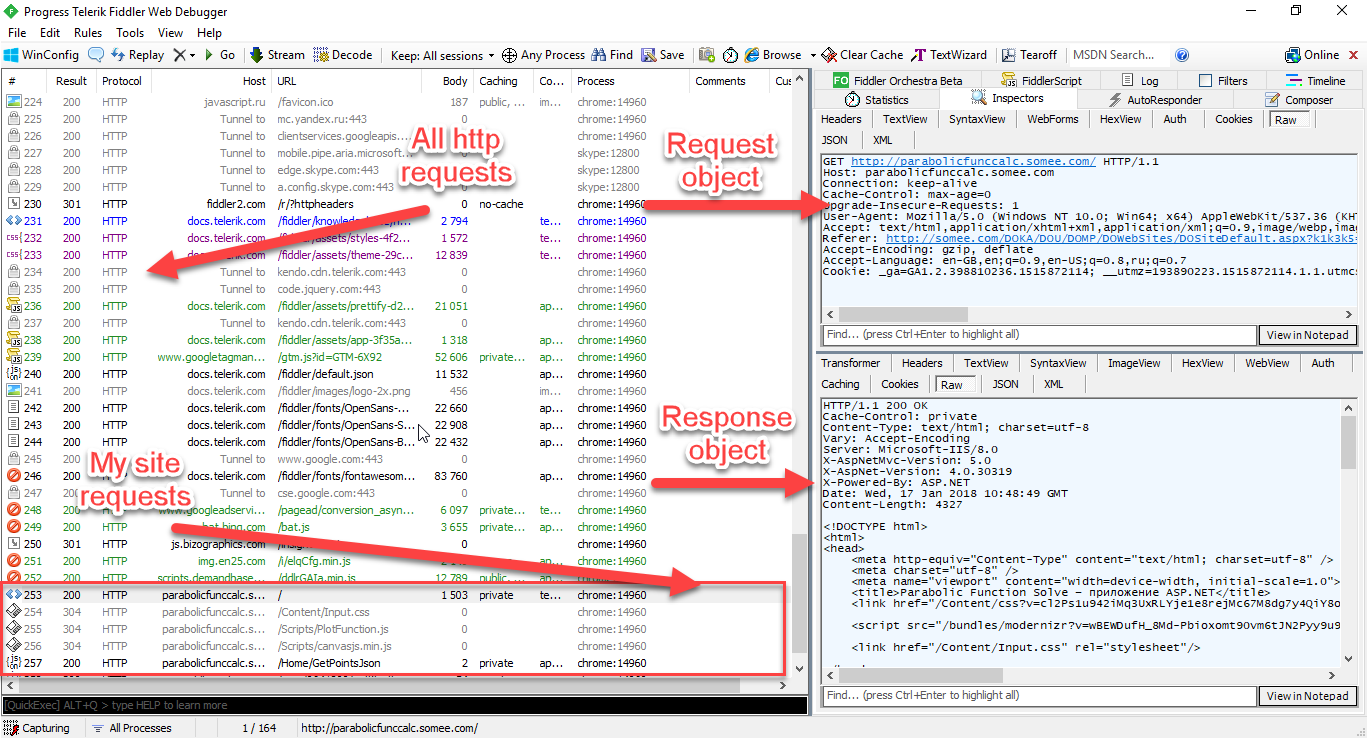 Progress Telerik Fiddler Web Debugger
File Edit Rules Tools View Help
WinConfig Replay Go Stream Decode Keep: All sessions Any Process Find Save Browse Clear Cache TextWizard Tearoff MSDN Search... Online
# Result Protocol Host URL Body Caching Co... Process Comments Cus
224 200 HTTP javascript.ru /favicon.ico 187 public, ... im... chrome:14960
225 200 HTTP Tunnel to mc.yandex.ru:443 0 chrome:14960
226 200 HTTP Tunnel to clientservices.googleapis.... 0 chrome:14960
227 200 HTTP Tunnel to mobile.pipe.aria.microsoft... 0 skype:12800
228 200 HTTP Tunnel to edge.skype.com:443 0 skype:12800
229 200 HTTP Tunnel to a.config.skype.com:443 0 skype:12800
230 301 HTTP fiddler2.com /r/?httpheaders 0 no-cache chrome:14960
231 200 HTTP docs.telerik.com 2 794 te... chrome:14960
232 200 HTTP docs.telerik.com /fiddler/assets/styles-4f2... 1 572 te... chrome:14960
233 200 HTTP docs.telerik.com /fiddler/assets/theme-29c... 12 839 te... chrome:14960
234 200 HTTP Tunnel to kendo.cdn.telerik.com:443 0 chrome:14960
235 200 HTTP Tunnel to code.jquery.com:443 0 chrome:14960
236 200 HTTP docs.telerik.com /fiddler/assets/prettify-d2... 21 051 ap... chrome:14960
237 200 HTTP Tunnel to kendo.cdn.telerik.com:443 0 chrome:14960
238 200 HTTP docs.telerik.com /fiddler/assets/app-3f35a... 1 318 ap... chrome:14960
239 200 HTTP www.googletagman... /gtm.js?id=GTM-6X92 52 606 private... ap... chrome:14960
240 200 HTTP docs.telerik.com /fiddler/default.json 11 532 ap... chrome:14960
241 200 HTTP docs.telerik.com /fiddler/images/logo-2x.png 456 im... chrome:14960
242 200 HTTP docs.telerik.com /fiddler/fonts/OpenSans-... 22 660 ap... chrome:14960
243 200 HTTP docs.telerik.com /fiddler/fonts/OpenSans-S... 22 908 ap... chrome:14960
244 200 HTTP docs.telerik.com /fiddler/fonts/OpenSans-B... 22 432 ap... chrome:14960
245 200 Tunnel to www.google.com:443 0 chrome:14960
246 200 docs.telerik.com /fiddler/fonts/fontawesom... 83 760 ap... chrome:14960
247 200 Tunnel to cse.google.com:443 0 chrome:14960
248 200 HTTP www.googleadservi... /pagead/conversion_asyn... 6 097 private... te... chrome:14960
249 200 HTTP bat.bing.com /bat.js 3 655 private... ap... chrome:14960
250 301 HTTP js.bizographics.com 0 chrome:14960
251 200 HTTP img.en25.com /i/elqCfg.min.js ap... chrome:14960
252 200 HTTP scripts.demandbase... /ddlrGAIa.min.js 12 789 public, ... ap...
253 200 HTTP parabolicfunccalc.s... / 1 503 private te... chrome:14960
254 304 HTTP parabolicfunccalc.s... /Content/Input.css 0 chrome:14960
255 304 HTTP parabolicfunccalc.s... /Scripts/PlotFunction.js 0 chrome:14960
256 304 HTTP parabolicfunccalc.s... /Scripts/canvasjs.min.js 0 chrome:14960
257 200 HTTP parabolicfunccalc.s... /Home/GetPointsJson 2 private ap... chrome:14960
All http
requests
My site
requests
Request
object
Response
object
[QuickExec] ALT+Q > type HELP to learn more
Capturing All Processes 1 / 164 http://parabolicfunccalc.somee.com/
FO Fiddler Orchestra Beta FiddlerScript Log Filters Timeline
Statistics Inspectors AutoResponder Composer
Headers TextView SyntaxView WebForms HexView Auth Cookies Raw
JSON XML
GET http://parabolicfunccalc.somee.com/ HTTP/1.1
Host: parabolicfunccalc.somee.com
Connection: keep-alive
Cache-Control: max-age=0
Upgrade-Insecure-Requests: 1
User-Agent: Mozilla/5.0 (Windows NT 10.0; Win64; x64) AppleWebKit/537.36 (KHT
Accept: text/html,application/xhtml+xml,application/xml;q=0.9,image/webp,imag
Referer: http://somee.com/DOKA/DOU/DOMP/DOWebSites/DOSiteDefault.aspx?k1k3k5=
Accept-Encoding: gzip, deflate
Accept-Language: en-GB,en;q=0.9,en-US;q=0.8,ru;q=0.7
Cookie: _ga=GA1.2.398810236.1515872114; __utmz=193890223.1515872114.1.1.utmcs
Find... (press Ctrl+Enter to highlight all) View in Notepad
Transformer Headers TextView SyntaxView ImageView HexView WebView Auth
Caching Cookies Raw JSON XML
HTTP/1.1 200 OK
Cache-Control: private
Content-Type: text/html; charset=utf-8
Vary: Accept-Encoding
Server: Microsoft-IIS/8.0
X-AspNetMvc-Version: 5.0
X-AspNet-Version: 4.0.30319
X-Powered-By: ASP.NET
Date: Wed, 17 Jan 2018 10:48:49 GMT
Content-Length: 4327
<!DOCTYPE html>
<html>
<head>
<meta http-equiv="Content-Type" content="text/html; charset=utf-8" />
<meta charset="utf-8" />
<meta name="viewport" content="width=device-width, initial-scale=1.0">
<title>Parabolic Function Solve – приложение ASP.NET</title>
<link href="/Content/css?v=cl2Ps1u942iMq3UxRLYje1e8rejMc67M8dg7y4QiY8o
<script src="/bundles/modernizr?v=wBEWDufH_8Md-Pbioxomt90vm6tJN2Pyy9u9
<link href="/Content/Input.css" rel="stylesheet"/>
Find... (press Ctrl+Enter to highlight all) View in Notepad